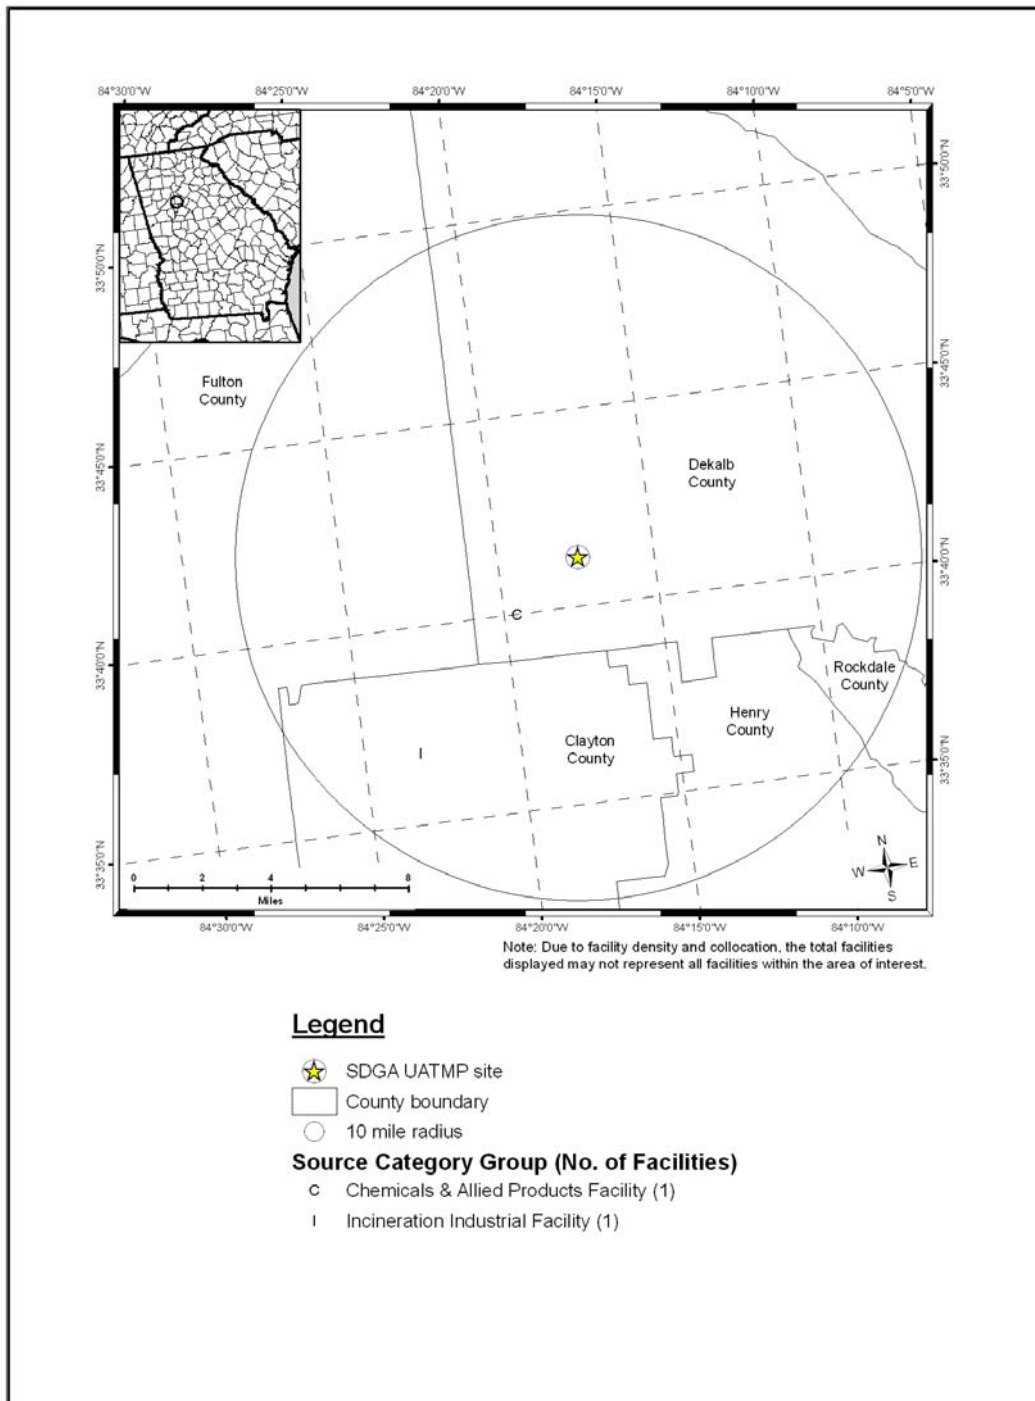 84°30'0"W 84°25'0"W 84°20'0"W 84°15'0"W 84°10'0"W 84°5'0"W
33°50'0"N
33°50'0"N
Fulton
County
33°45'0"N
33°45'0"N
Dekalb
County
33°40'0"N
C
33°40'0"N
Rockdale
County
Henry
County
Clayton
County
I
33°35'0"N
33°35'0"N
N
W E
S
0 2 4 8
Miles
84°30'0"W 84°25'0"W 84°20'0"W 84°15'0"W 84°10'0"W
Note: Due to facility density and collocation, the total facilities
displayed may not represent all facilities within the area of interest.
Legend
SDGA UATMP site
County boundary
10 mile radius
Source Category Group (No. of Facilities)
C Chemicals & Allied Products Facility (1)
I Incineration Industrial Facility (1)